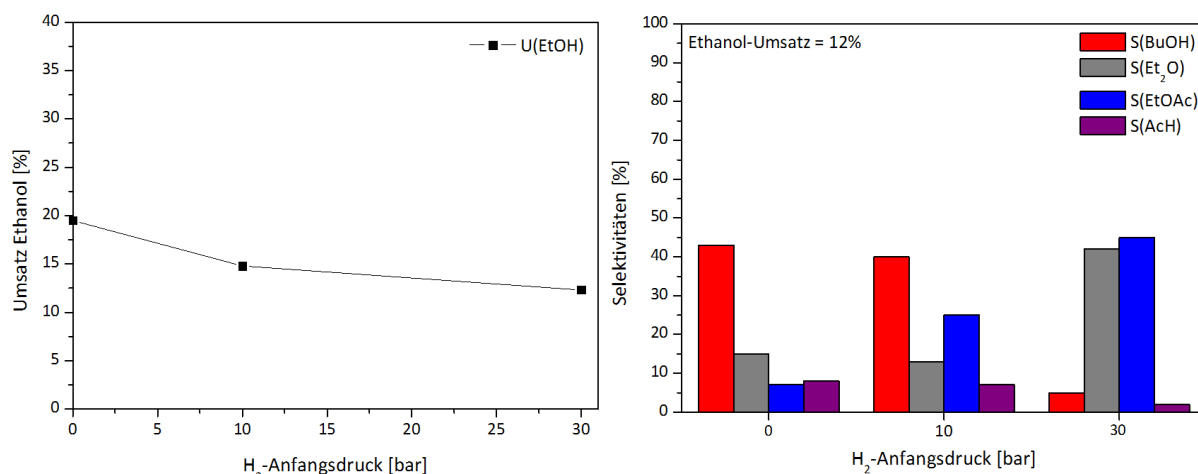 40
35
30
25
20
15
10
5
0
Umsatz Ethanol [%]
U(EtOH)
0 5 10 15 20 25 30
H₂-Anfangsdruck [bar]
100
90
80
70
60
50
40
30
20
10
0
Selektivitäten [%]
Ethanol-Umsatz = 12%
S(BuOH)
S(Et₂O)
S(EtOAc)
S(AcH)
0 10 30
H₂-Anfangsdruck [bar]